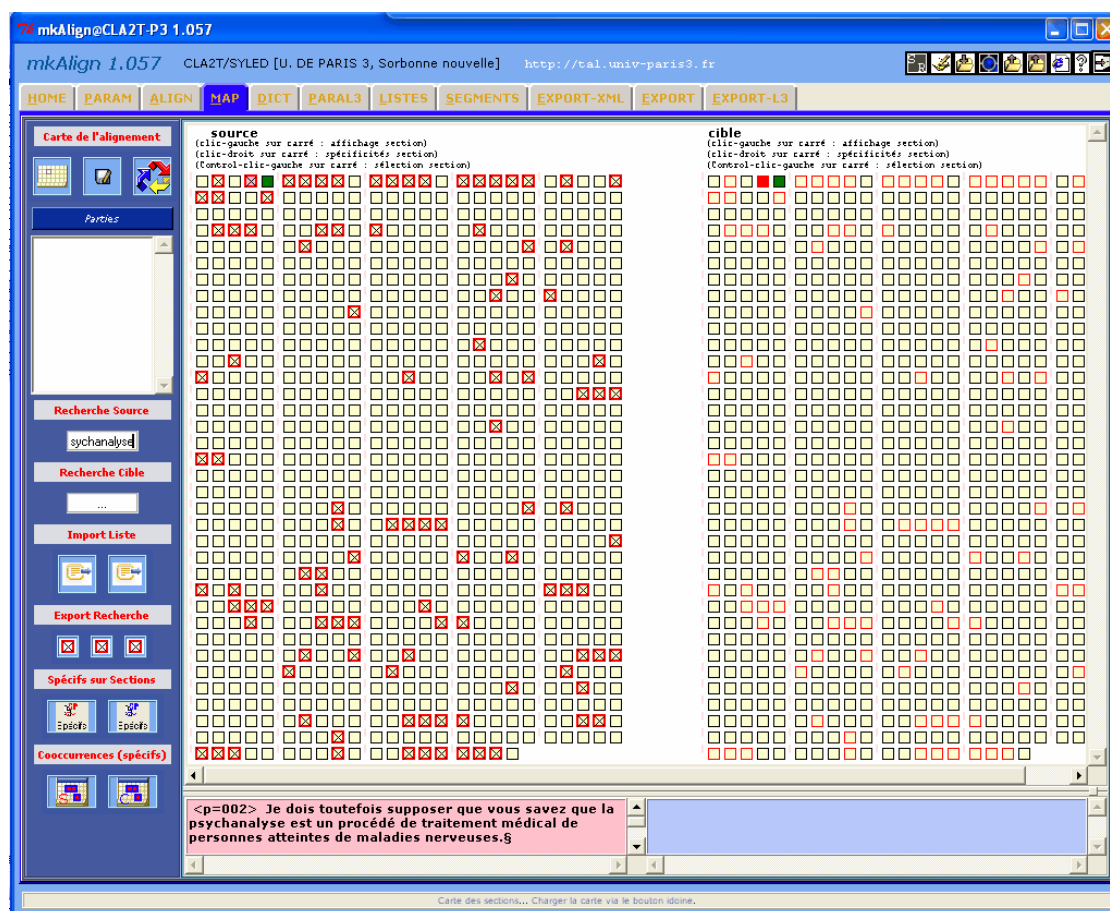 mkAlign@CLA2T-P3 1.057
mkAlign 1.057 CLA2T/SYLED [U. DE PARIS 3, Sorbonne nouvelle] http://tal.univ-paris3.fr
HOME PARAM ALIGN MAP DICT PARAL3 LISTES SEGMENTS EXPORT-XML EXPORT EXPORT-L3
Carte de l'alignement
Parties
Recherche Source
sychanalyse
Recherche Cible
...
Import Liste
Export Recherche
Spécifs sur Sections
Spécifs Spécifs
Cooccurrences (spécifs)
source
(clic-gauche sur carré : affichage section)
(clic-droit sur carré : spécificités section)
(Control-clic-gauche sur carré : sélection section)
cible
(clic-gauche sur carré : affichage section)
(clic-droit sur carré : spécificités section)
(Control-clic-gauche sur carré : sélection section)
<p=002> Je dois toutefois supposer que vous savez que la
psychanalyse est un procédé de traitement médical de
personnes atteintes de maladies nerveuses.§
Carte des sections... Charger la carte via le bouton idoine.